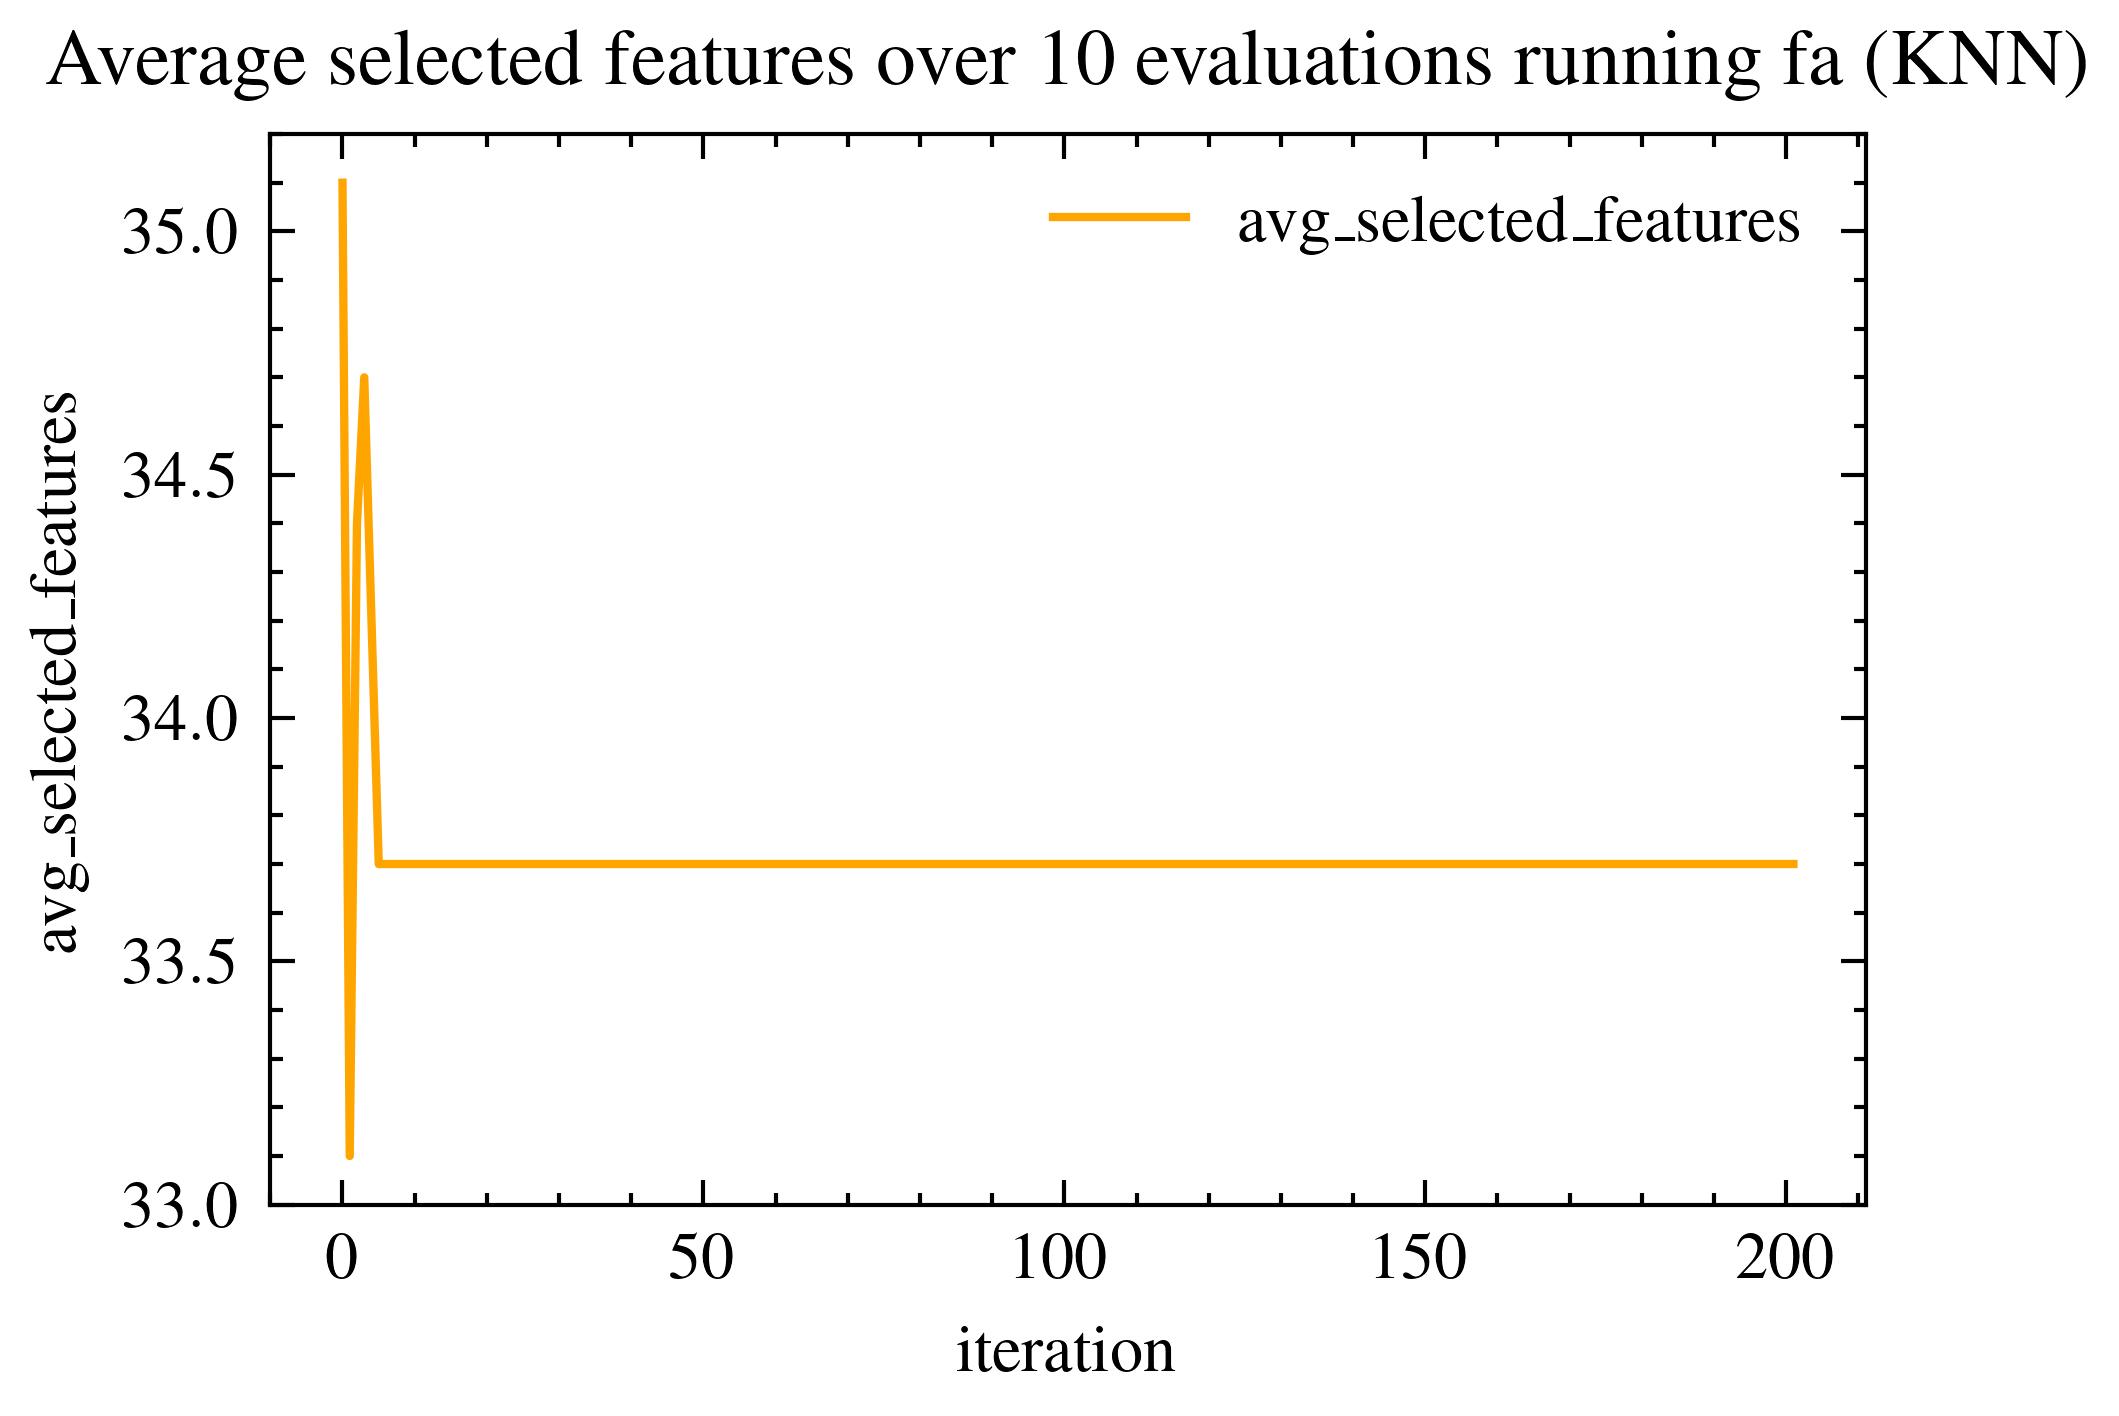 Average selected features over 10 evaluations running fa (KNN)
avg_selected_features
35.0
34.5
34.0
33.5
33.0
avg_selected_features
0 50 100 150 200
iteration